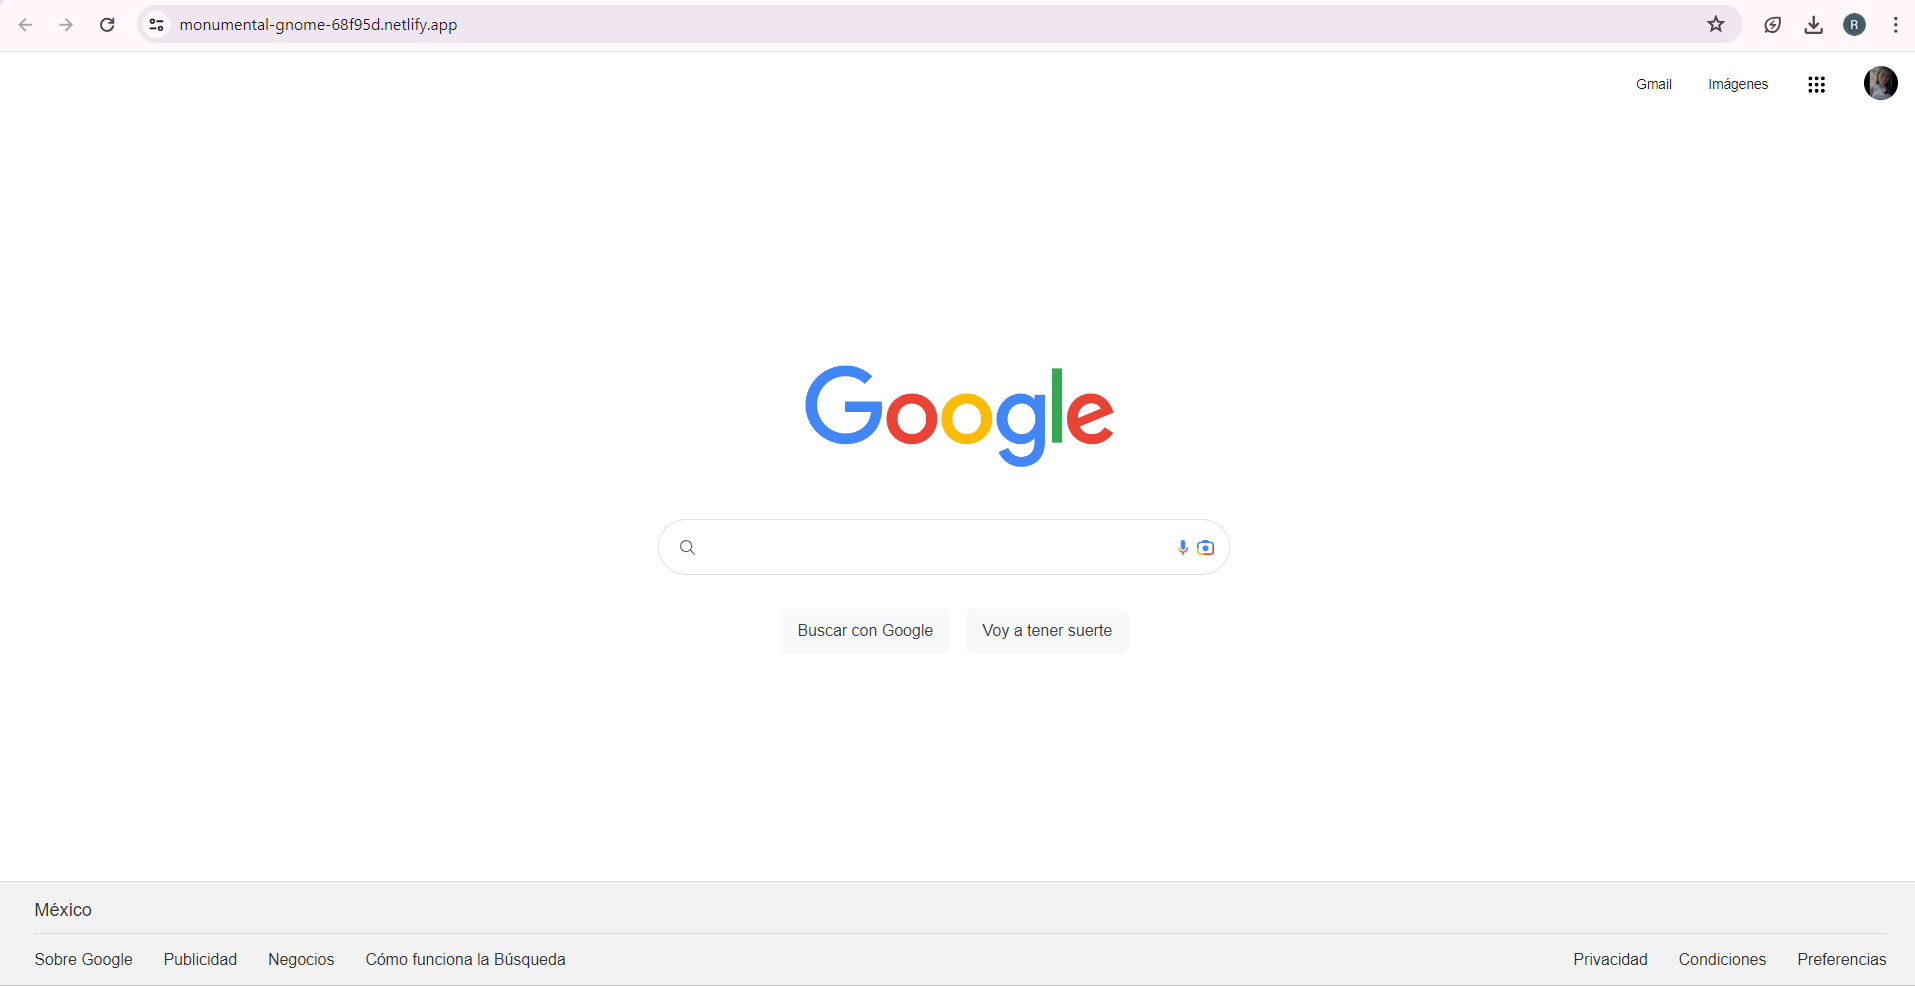 monumental-gnome-68f95d.netlify.app
R
Gmail Imágenes
Google
Buscar con Google Voy a tener suerte
México
Sobre Google Publicidad Negocios Cómo funciona la Búsqueda Privacidad Condiciones Preferencias